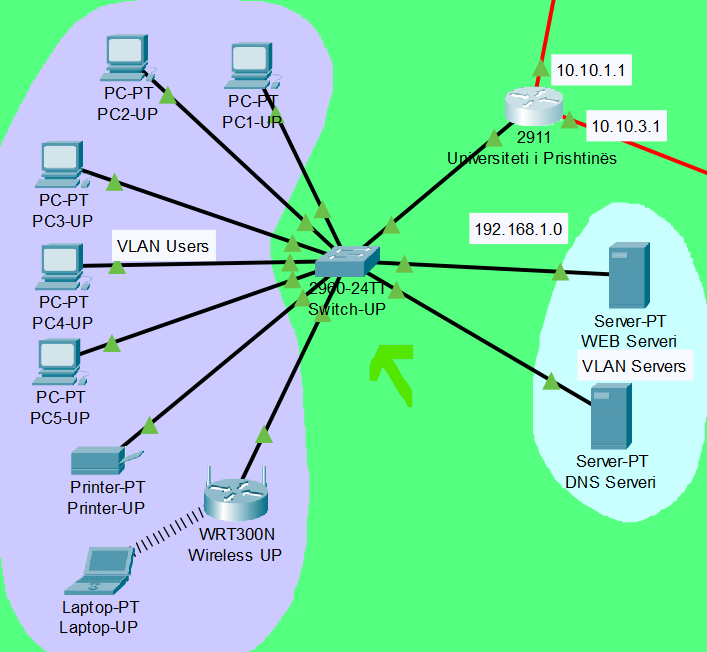 PC-PT
PC2-UP
PC-PT
PC1-UP
10.10.1.1
10.10.3.1
2911
Universiteti i Prishtinës
PC-PT
PC3-UP
VLAN Users
192.168.1.0
PC-PT
PC4-UP
2960-24TT
Switch-UP
Server-PT
WEB Serveri
VLAN Servers
PC-PT
PC5-UP
Server-PT
DNS Serveri
Printer-PT
Printer-UP
WRT300N
Wireless UP
Laptop-PT
Laptop-UP